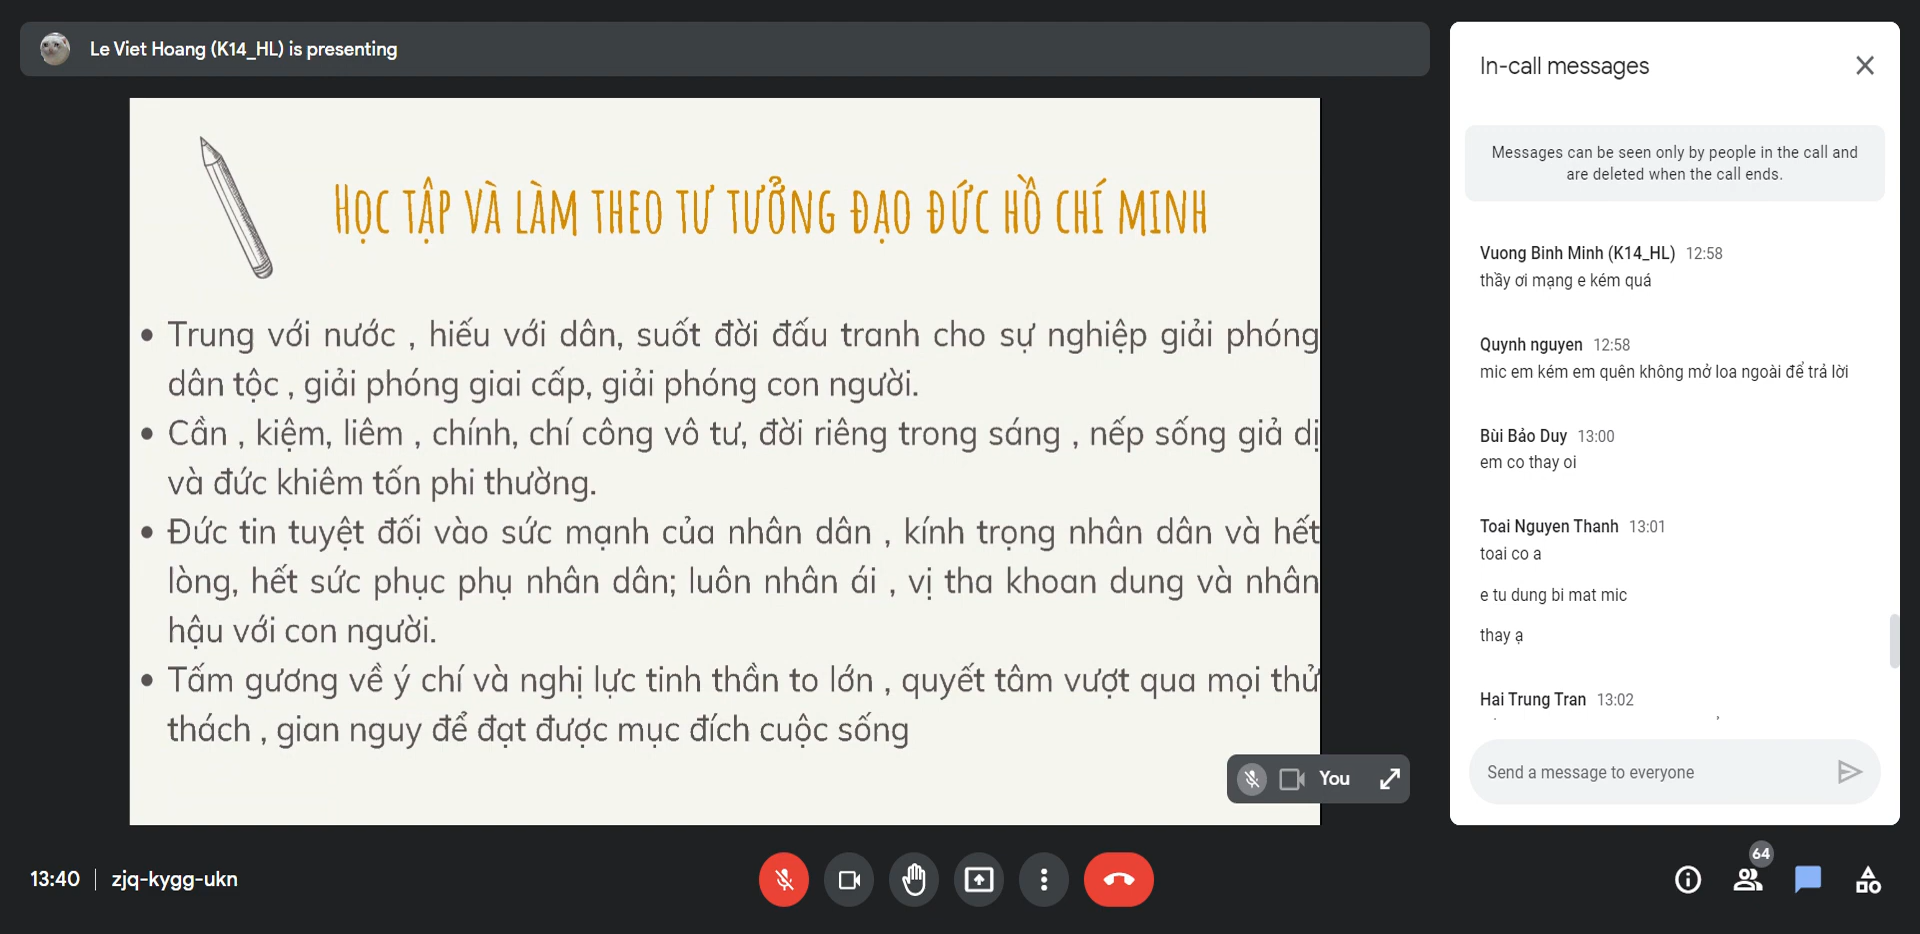 Le Viet Hoang (K14_HL) is presenting
HỌC TẬP VÀ LÀM THEO TƯ TƯỞNG ĐẠO ĐỨC HỒ CHÍ MINH
• Trung với nước , hiếu với dân, suốt đời đấu tranh cho sự nghiệp giải phóng
dân tộc , giải phóng giai cấp, giải phóng con người.
• Cần , kiệm, liêm , chính, chí công vô tư, đời riêng trong sáng , nếp sống giả dị
và đức khiêm tốn phi thường.
• Đức tin tuyệt đối vào sức mạnh của nhân dân , kính trọng nhân dân và hết
lòng, hết sức phục phụ nhân dân; luôn nhân ái , vị tha khoan dung và nhân
hậu với con người.
• Tấm gương về ý chí và nghị lực tinh thần to lớn , quyết tâm vượt qua mọi thử
thách , gian nguy để đạt được mục đích cuộc sống
You
13:40 | zjq-kygg-ukn
In-call messages
Messages can be seen only by people in the call and
are deleted when the call ends.
Vuong Binh Minh (K14_HL) 12:58
thầy ơi mạng e kém quá
Quynh nguyen 12:58
mic em kém em quên không mở loa ngoài để trả lời
Bùi Bảo Duy 13:00
em co thay oi
Toai Nguyen Thanh 13:01
toai co a
e tu dung bi mat mic
thay ạ
Hai Trung Tran 13:02
Send a message to everyone
64